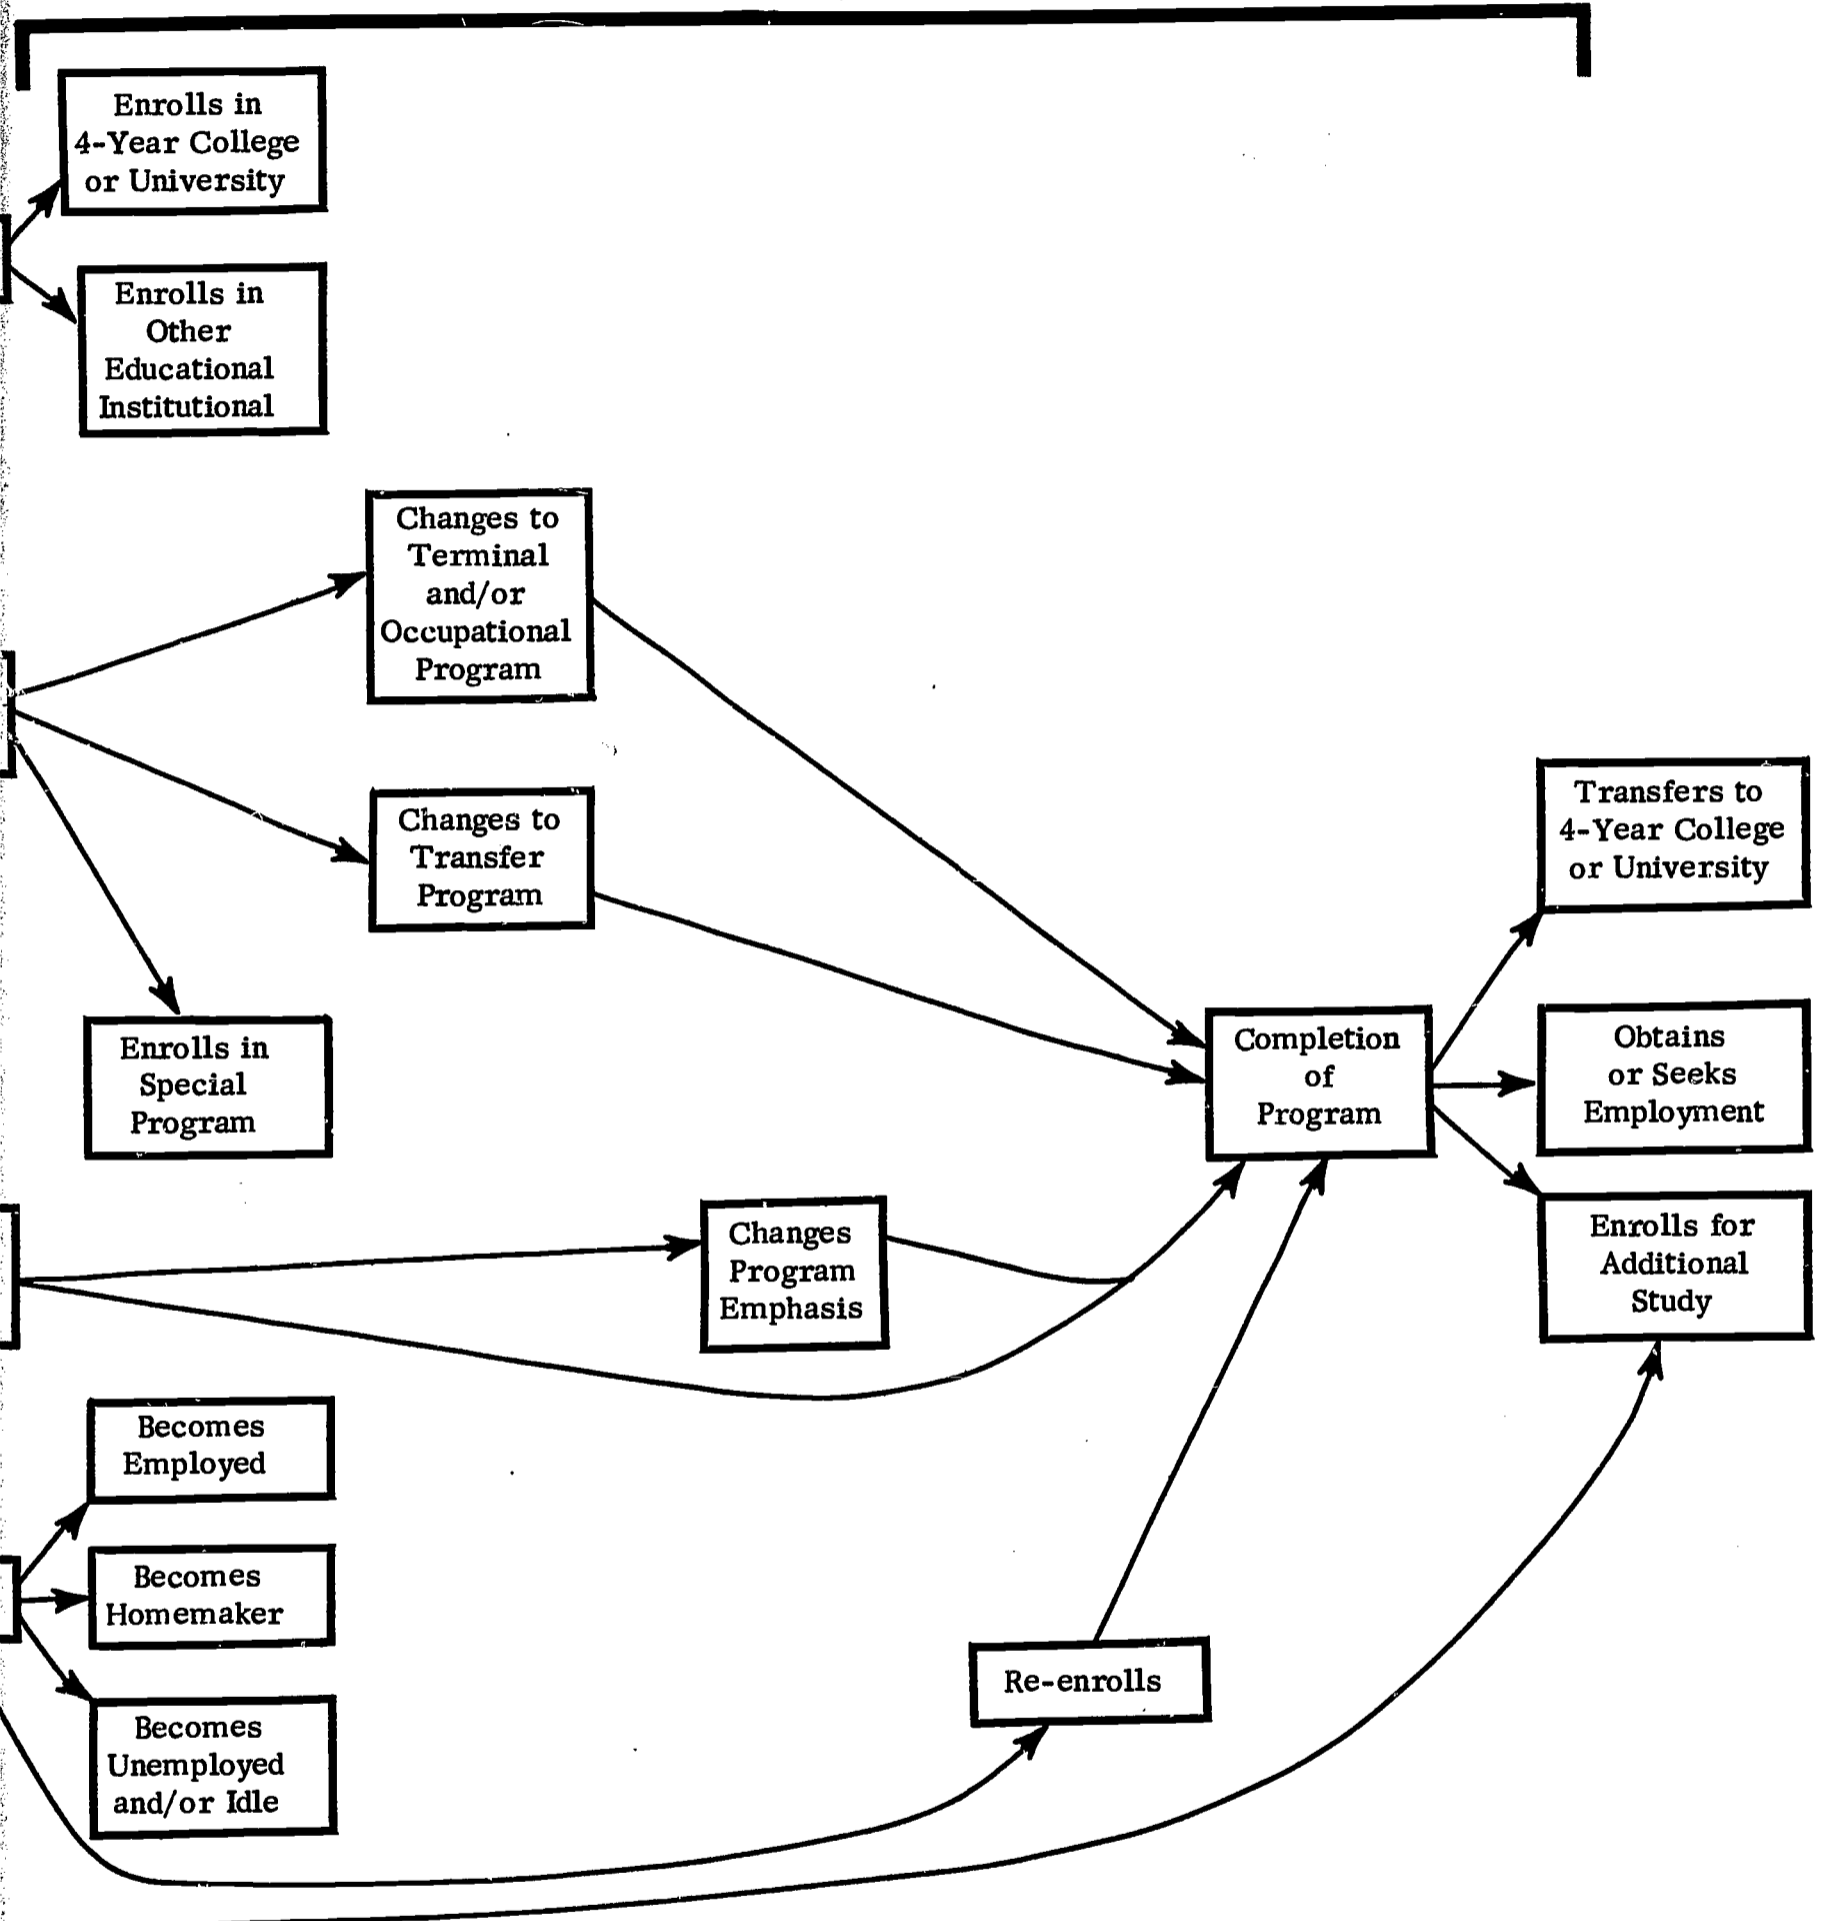 Enrolls in
4-Year College
or University
Enrolls in
Other
Educational
Institutional
Changes to
Terminal
and/or
Occupational
Program
Changes to
Transfer
Program
Enrolls in
Special
Program
Completion
of
Program
Transfers to
4-Year College
or University
Obtains
or Seeks
Employment
Enrolls for
Additional
Study
Changes
Program
Emphasis
Becomes
Employed
Becomes
Homemaker
Becomes
Unemployed
and/or Idle
Re-enrolls